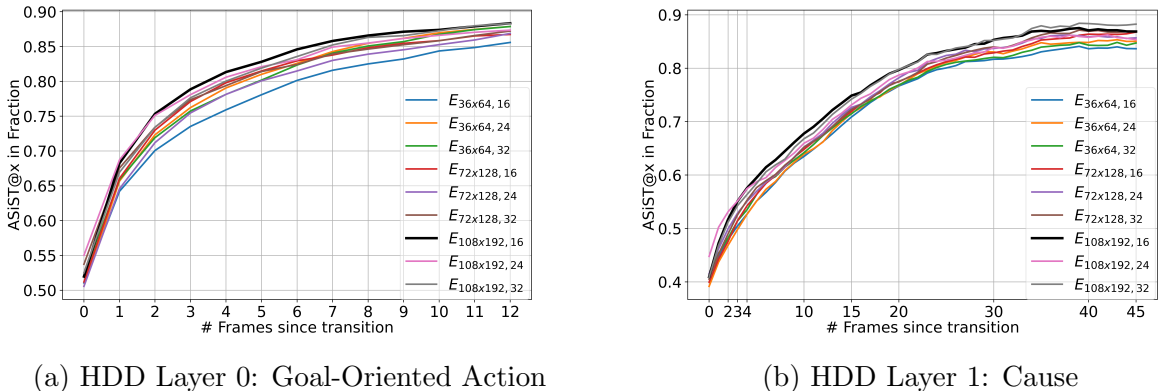 ASiST@x in Fraction
0.90
0.85
0.80
0.75
0.70
0.65
0.60
0.55
0.50
0 1 2 3 4 5 6 7 8 9 10 11 12
# Frames since transition
E36x64, 16
E36x64, 24
E36x64, 32
E72x128, 16
E72x128, 24
E72x128, 32
E108x192, 16
E108x192, 24
E108x192, 32
(a) HDD Layer 0: Goal-Oriented Action
ASiST@x in Fraction
0.9
0.8
0.7
0.6
0.5
0.4
0 2 3 4 10 15 20 30 40 45
# Frames since transition
E36x64, 16
E36x64, 24
E36x64, 32
E72x128, 16
E72x128, 24
E72x128, 32
E108x192, 16
E108x192, 24
E108x192, 32
(b) HDD Layer 1: Cause